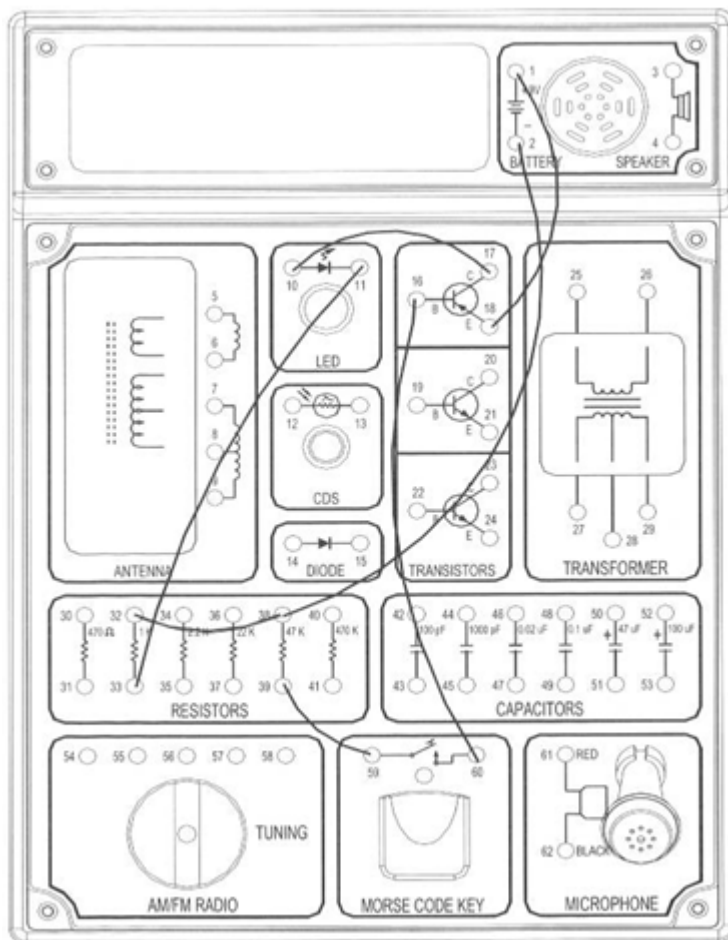 1 3
4.5V
−
2 4
BATTERY SPEAKER
10 11
LED
12 13
CDS
14 15
DIODE
5
6
7
8
9
ANTENNA
17
C
16
B
E 18
20
C
19
B
E 21
23
C
22
B
E 24
TRANSISTORS
25 26
27 29
28
TRANSFORMER
30 32 34 36 38 40
470 Ω 1 K 2.2 K 22 K 47 K 470 K
31 33 35 37 39 41
RESISTORS
42 44 46 48 50 52
100 pF 1000 pF 0.02 uF 0.1 uF + 47 uF + 100 uF
43 45 47 49 51 53
CAPACITORS
54 55 56 57 58
TUNING
AM/FM RADIO
59 60
MORSE CODE KEY
61 RED
62 BLACK
MICROPHONE